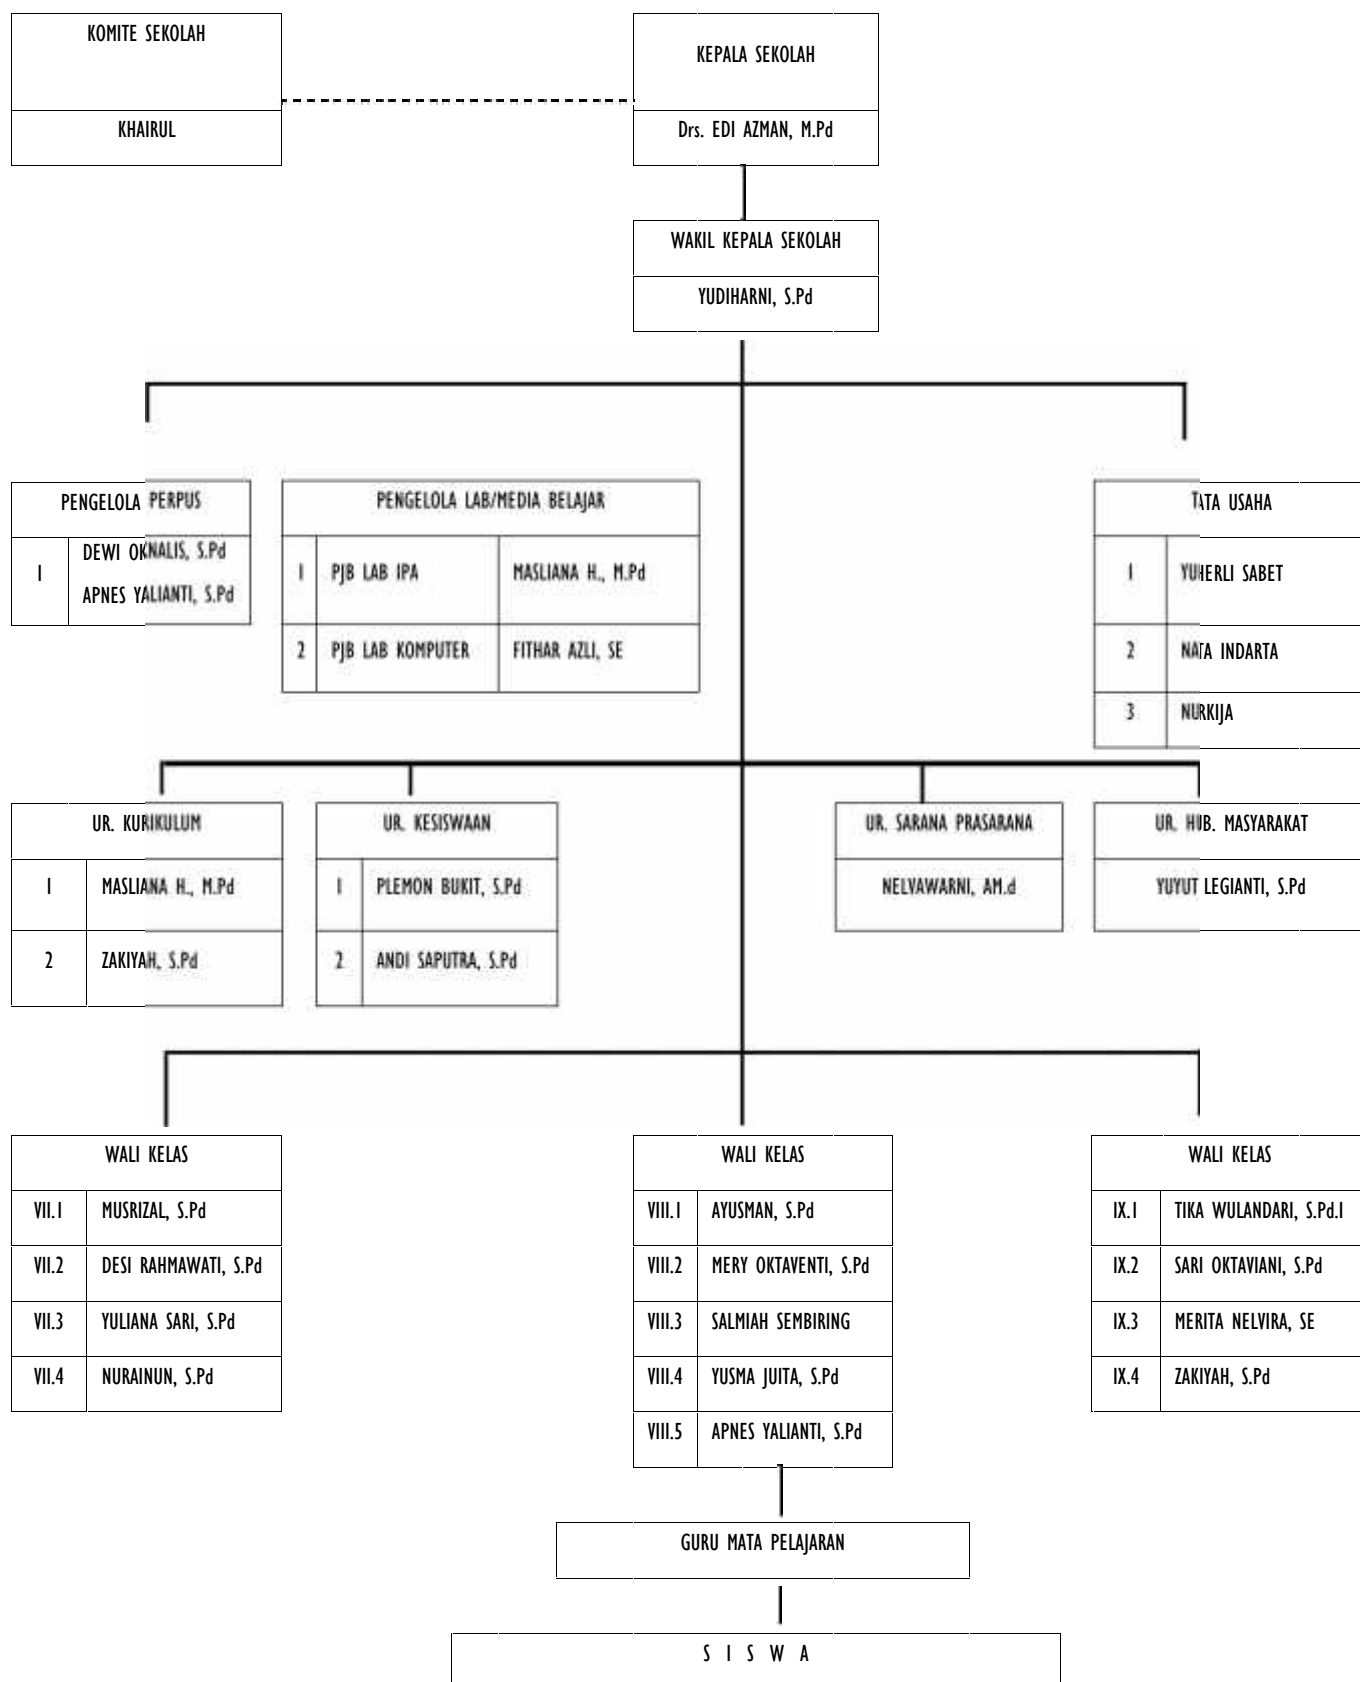 KOMITE SEKOLAH
KHAIRUL
KEPALA SEKOLAH
Drs. EDI AZMAN, M.Pd
WAKIL KEPALA SEKOLAH
YUDIHARNI, S.Pd
PENGELOLA PERPUS
1 DEWI OKNALIS, S.Pd
APNES YALIANTI, S.Pd
PENGELOLA LAB/MEDIA BELAJAR
1 PJB LAB IPA MASLIANA H., M.Pd
2 PJB LAB KOMPUTER FITHAR AZLI, SE
TATA USAHA
1 YUHERLI SABET
2 NATA INDARTA
3 NURKIJA
UR. KURIKULUM
1 MASLIANA H., M.Pd
2 ZAKIYAH, S.Pd
UR. KESISWAAN
1 PLEMON BUKIT, S.Pd
2 ANDI SAPUTRA, S.Pd
UR. SARANA PRASARANA
NELVAWARNI, AM.d
UR. HUB. MASYARAKAT
YUYUT LEGIANTI, S.Pd
WALI KELAS
VII.1 MUSRIZAL, S.Pd
VII.2 DESI RAHMAWATI, S.Pd
VII.3 YULIANA SARI, S.Pd
VII.4 NURAINUN, S.Pd
WALI KELAS
VIII.1 AYUSMAN, S.Pd
VIII.2 MERY OKTAVENTI, S.Pd
VIII.3 SALMIAH SEMBIRING
VIII.4 YUSMA JUITA, S.Pd
VIII.5 APNES YALIANTI, S.Pd
WALI KELAS
IX.1 TIKA WULANDARI, S.Pd.I
IX.2 SARI OKTAVIANI, S.Pd
IX.3 MERITA NELVIRA, SE
IX.4 ZAKIYAH, S.Pd
GURU MATA PELAJARAN
S I S W A